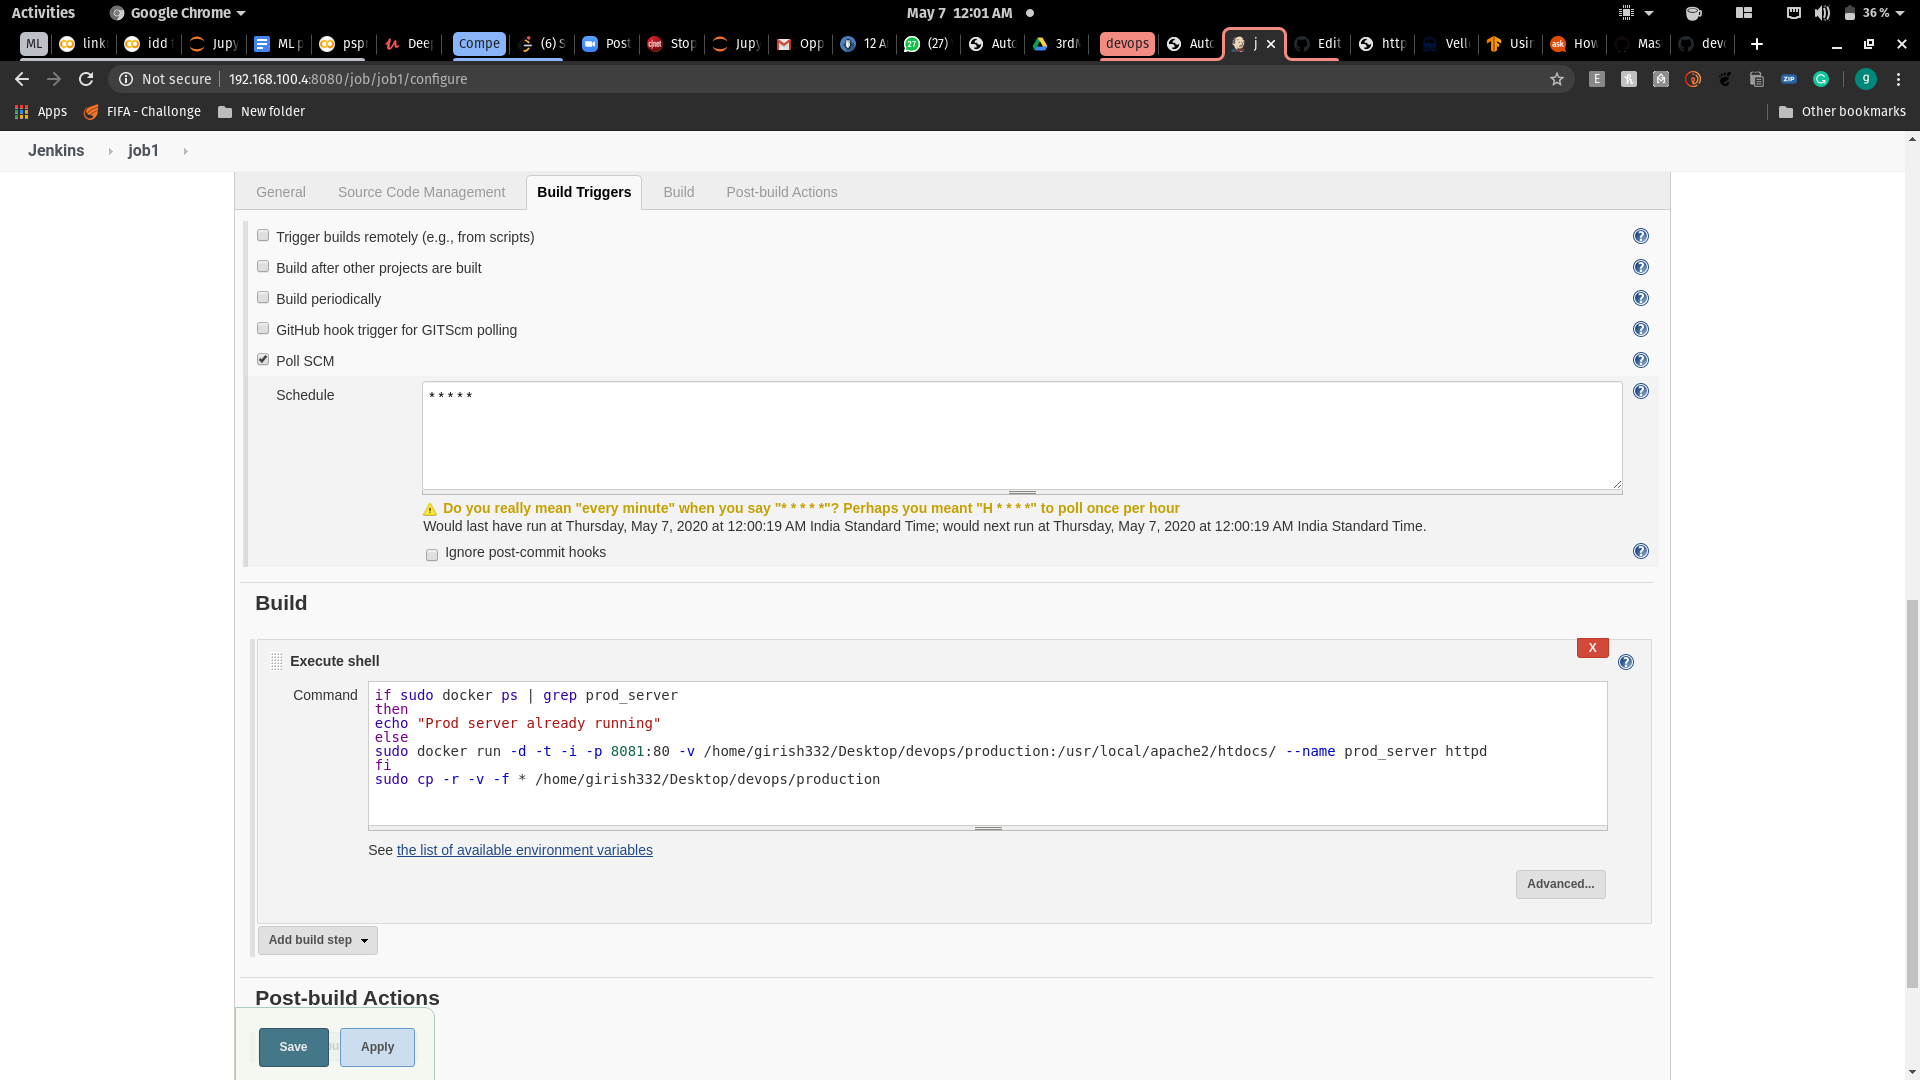 Activities Google Chrome May 7 12:01 AM 36 %
ML link idd Jupy ML p psp Dee Compe (6) S Post Stop Jupy Opp 12 A (27) Auto 3rd devops Auto j Edit http Vell Usin How Mas dev
Not secure 192.168.100.4:8080/job/job1/configure E ZIP g
Apps FIFA - Challonge New folder Other bookmarks
Jenkins job1
General Source Code Management Build Triggers Build Post-build Actions
Trigger builds remotely (e.g., from scripts)
Build after other projects are built
Build periodically
GitHub hook trigger for GITScm polling
Poll SCM
Schedule * * * * *
Do you really mean "every minute" when you say "* * * * *"? Perhaps you meant "H * * * *" to poll once per hour
Would last have run at Thursday, May 7, 2020 at 12:00:19 AM India Standard Time; would next run at Thursday, May 7, 2020 at 12:00:19 AM India Standard Time.
Ignore post-commit hooks
Build
X
Execute shell
Command if sudo docker ps | grep prod_server
then
echo "Prod server already running"
else
sudo docker run -d -t -i -p 8081:80 -v /home/girish332/Desktop/devops/production:/usr/local/apache2/htdocs/ --name prod_server httpd
fi
sudo cp -r -v -f * /home/girish332/Desktop/devops/production
See the list of available environment variables
Advanced...
Add build step
Post-build Actions
Save Apply